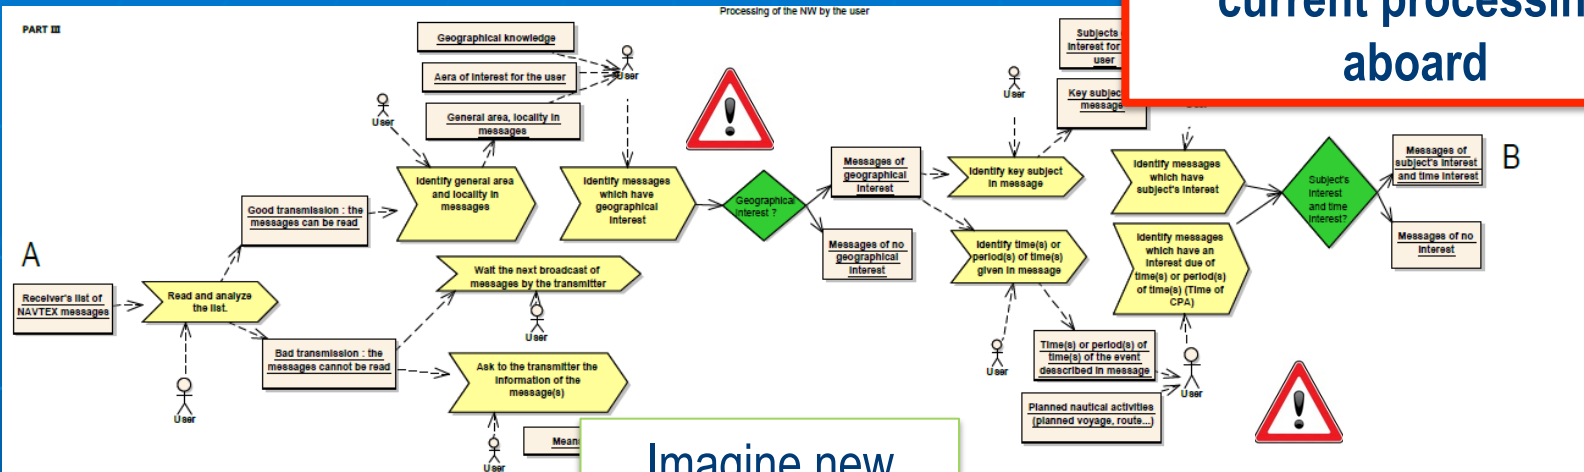 Processing of the NW by the user
current processin
aboard
PART III
Geographical knowledge
Aera of Interest for the user
General area, locality in
messages
User
User
Identify general area
and locality in
messages
Identify messages
which have
geographical
Interest
Geographical
Interest ?
Good transmission : the
messages can be read
A
Receiver's list of
NAVTEX messages
Read and analyze
the list.
User
Bad transmission : the
messages cannot be read
Wait the next broadcast of
messages by the transmitter
User
Ask to the transmitter the
Information of the
message(s)
User
Mean
Imagine new
Messages of
geographical
Interest
Messages of no
geographical
Interest
User
Subjects
Interest for
user
Key subjec
message
Identify key subject
in message
Identify time(s) or
period(s) of time(s)
given in message
User
Time(s) or period(s) of
time(s) of the event
desscribed in message
Planned nautical activities
(planned voyage, route...)
User
Identify messages
which have
subject's Interest
Identify messages
which have an
Interest due of
time(s) or period(s)
of time(s) (Time of
CPA)
Subject's
Interest
and time
Interest?
Messages of
subject's Interest
and time Interest
B
Messages of no
Interest